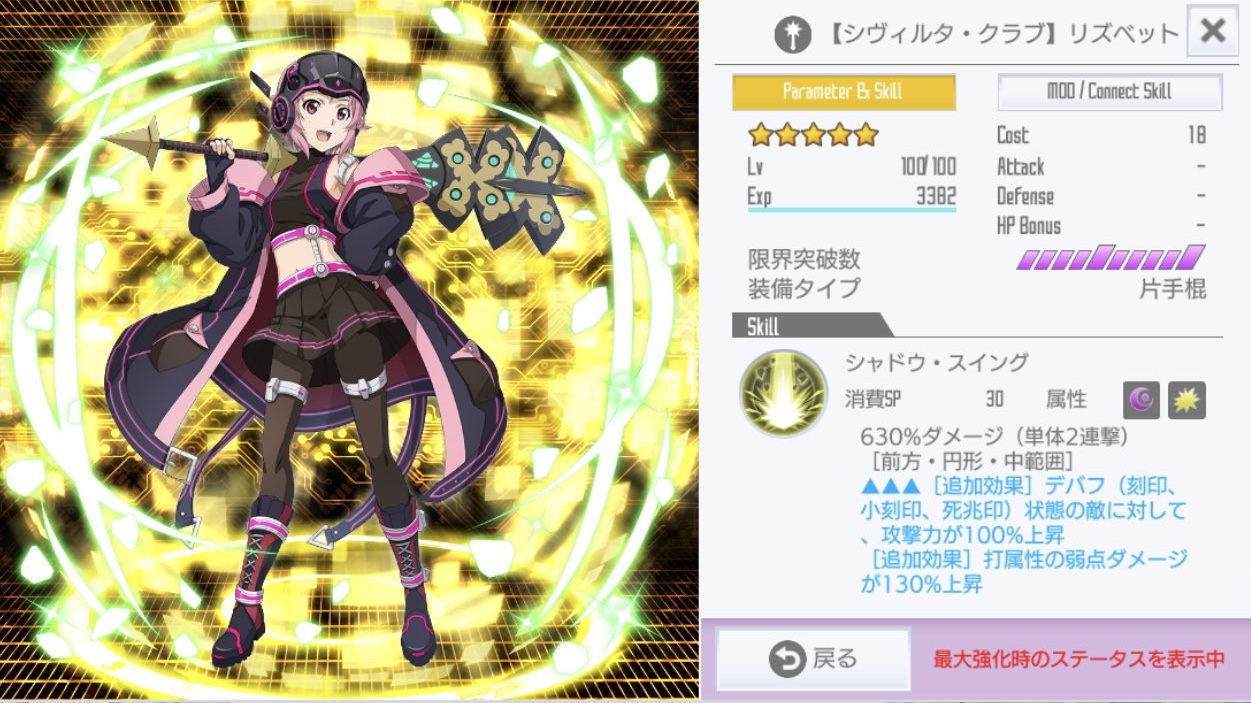 【シヴィルタ・クラブ】リズベット
Parameter & Skill
MOD / Connect Skill
Lv 100/100
Exp 3382
Cost 18
Attack -
Defense -
HP Bonus -
限界突破数
装備タイプ 片手棍
Skill
シャドウ・スイング
消費SP 30 属性
630%ダメージ（単体2連撃）
［前方・円形・中範囲］
▲▲▲［追加効果］デバフ（刻印、
小刻印、死兆印）状態の敵に対して
、攻撃力が100%上昇
［追加効果］打属性の弱点ダメージ
が130%上昇
戻る
最大強化時のステータスを表示中